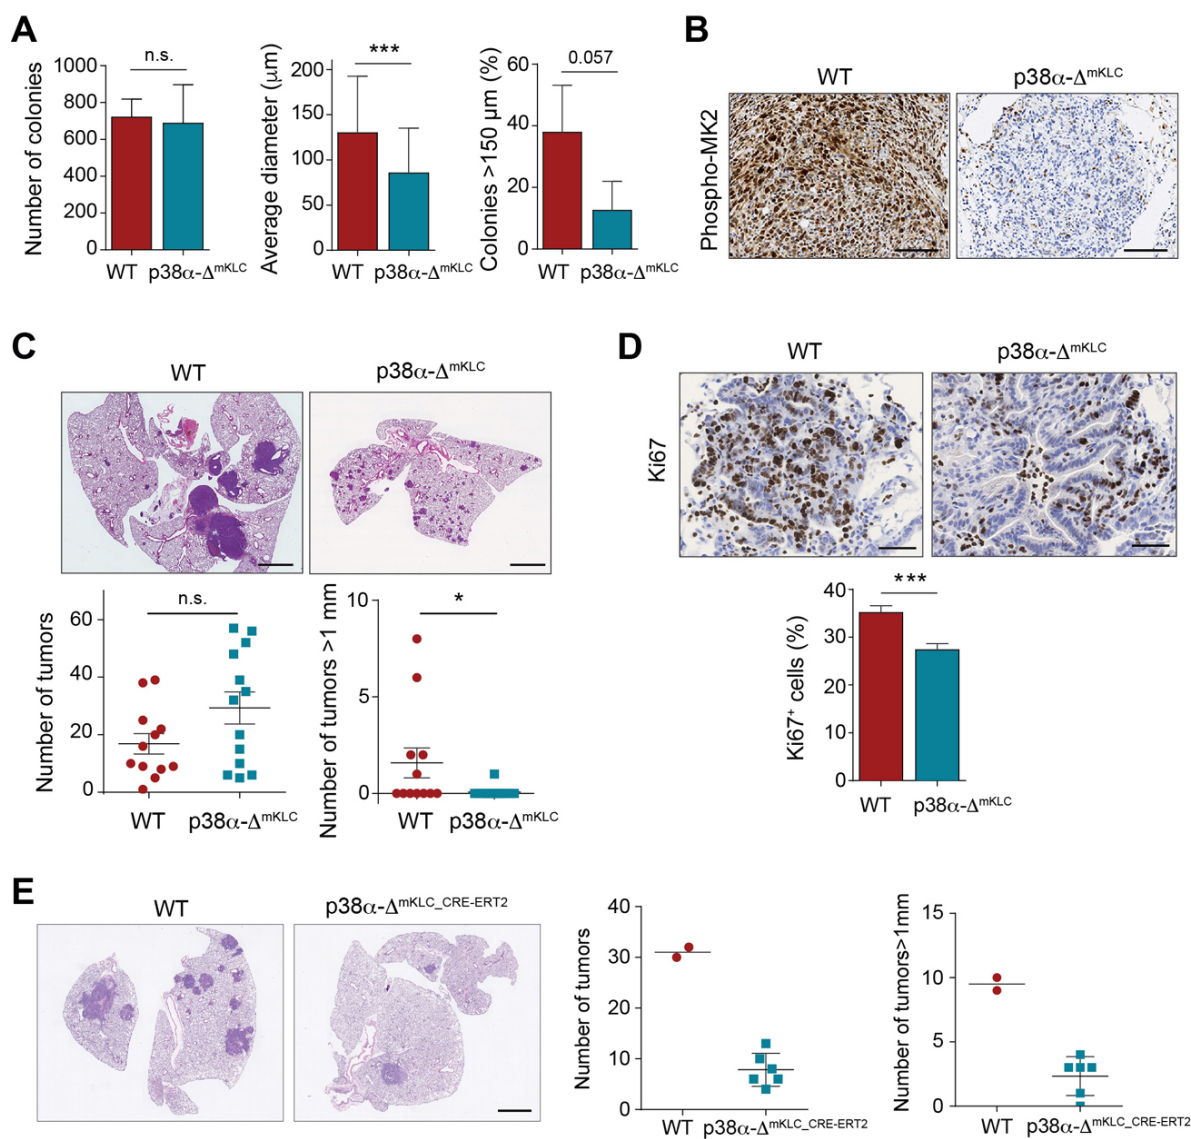 A
n.s.
Number of colonies
1000
800
600
400
200
0
WT p38α-ΔmKLC
***
Average diameter (μm)
200
150
100
50
0
WT p38α-ΔmKLC
0.057
Colonies >150 μm (%)
60
40
20
0
WT p38α-ΔmKLC
B
WT p38α-ΔmKLC
Phospho-MK2
C
WT p38α-ΔmKLC
n.s.
Number of tumors
60
40
20
0
WT p38α-ΔmKLC
*
Number of tumors >1 mm
10
5
0
WT p38α-ΔmKLC
D
WT p38α-ΔmKLC
Ki67
***
Ki67+ cells (%)
40
30
20
10
0
WT p38α-ΔmKLC
E
WT p38α-ΔmKLC_CRE-ERT2
Number of tumors
40
30
20
10
0
WT p38α-ΔmKLC_CRE-ERT2
Number of tumors>1mm
15
10
5
0
WT p38α-ΔmKLC_CRE-ERT2